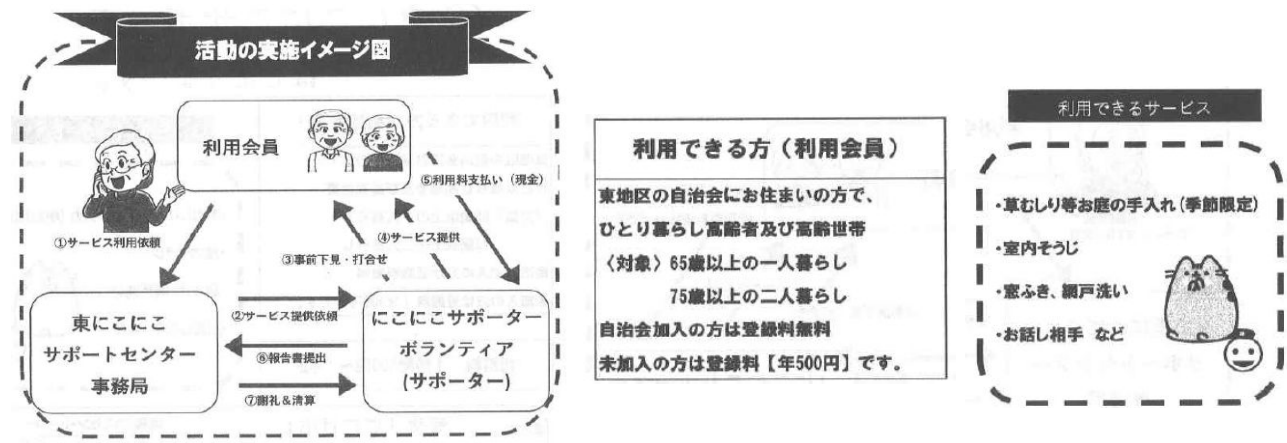 活動の実施イメージ図
利用会員
⑤利用料支払い（現金）
①サービス利用依頼
④サービス提供
③事前下見・打合せ
東にこにこ
サポートセンター
事務局
②サービス提供依頼
⑥報告書提出
⑦謝礼＆清算
にこにこサポーター
ボランティア
(サポーター)
利用できる方（利用会員）
東地区の自治会にお住まいの方で、
ひとり暮らし高齢者及び高齢世帯
〈対象〉65歳以上の一人暮らし
75歳以上の二人暮らし
自治会加入の方は登録料無料
未加入の方は登録料【年500円】です。
利用できるサービス
・草むしり等お庭の手入れ(季節限定)
・室内そうじ
・窓ふき、網戸洗い
・お話し相手 など